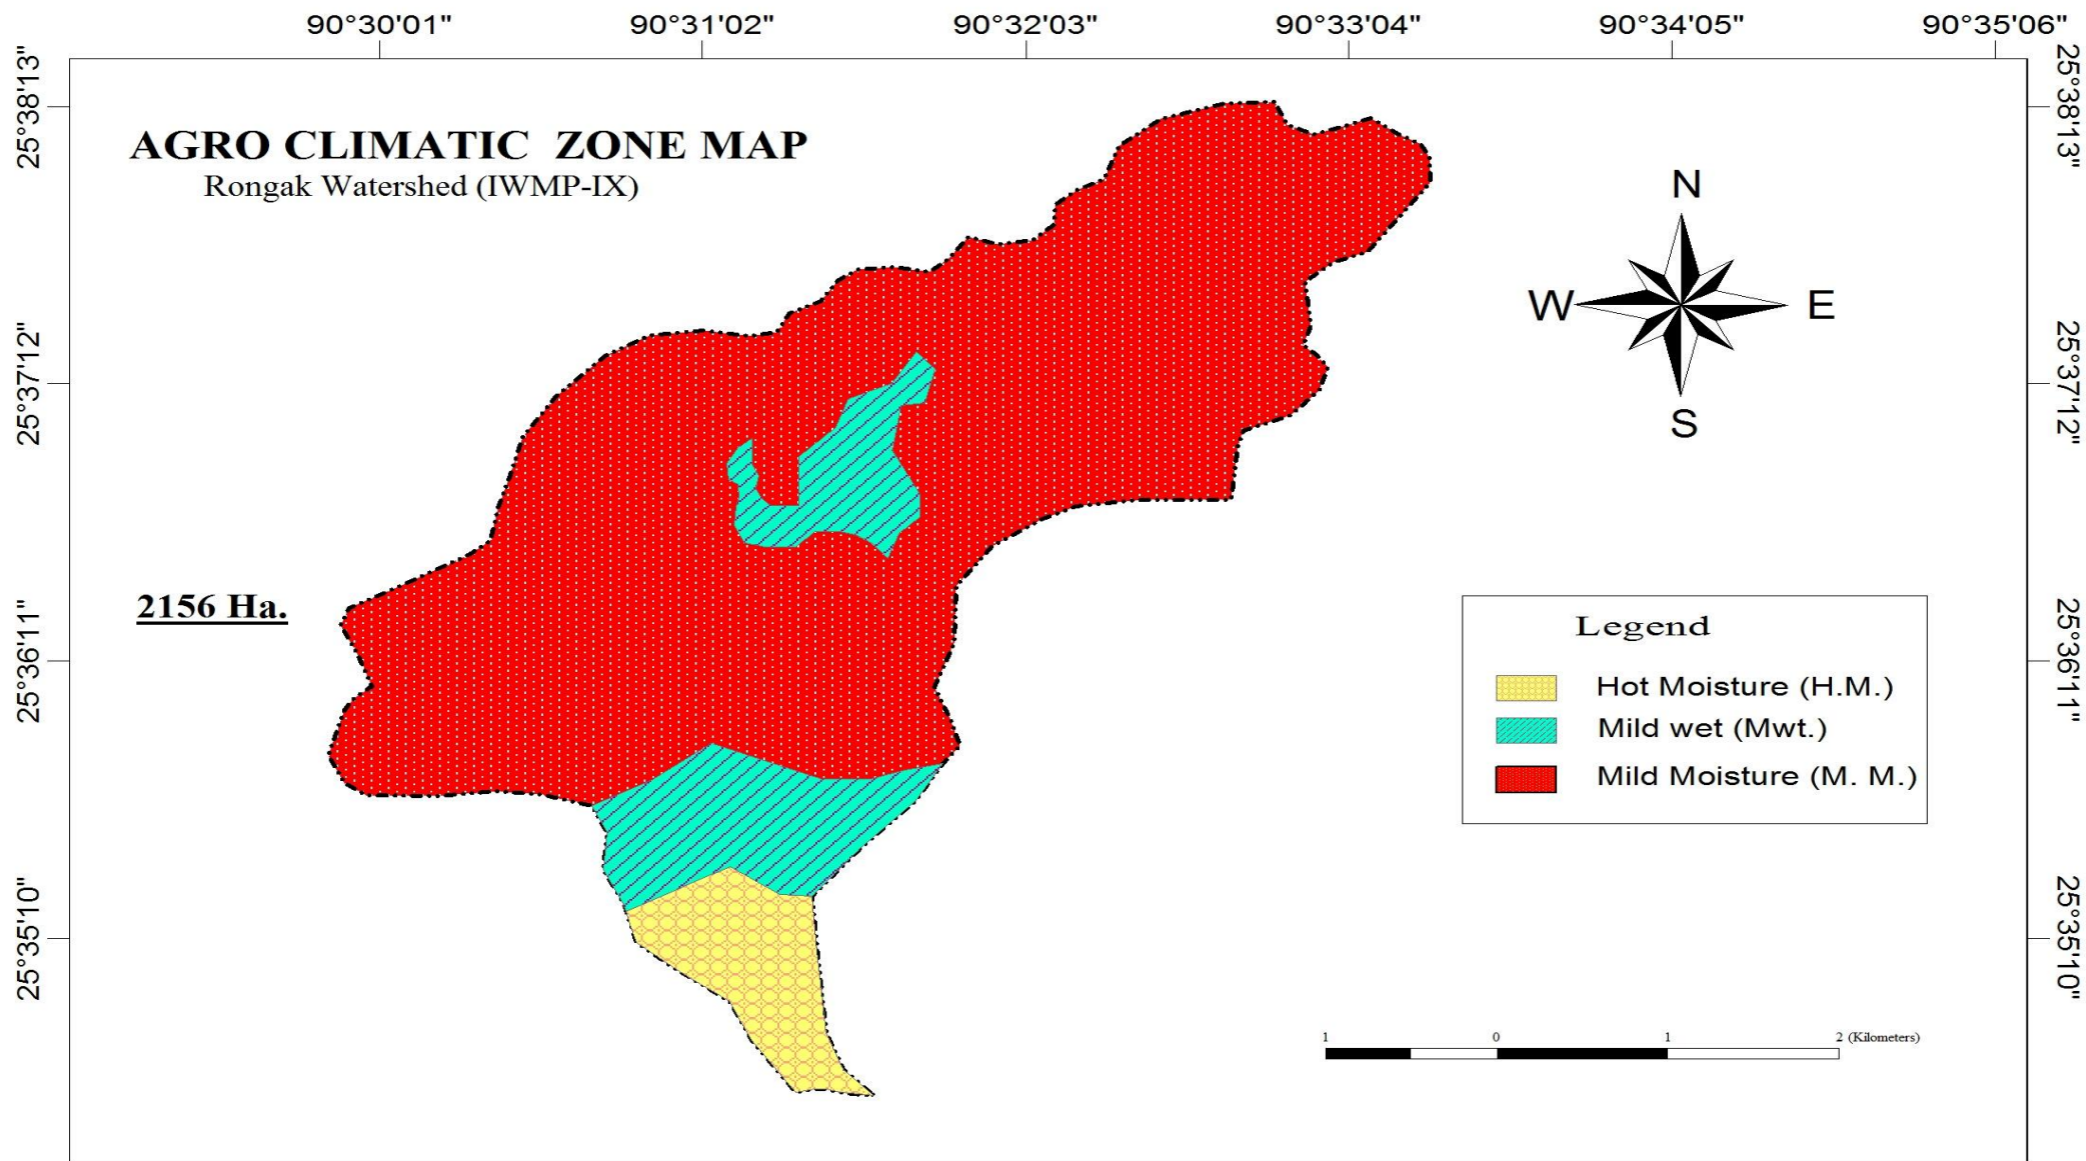 90°30'01" 90°31'02" 90°32'03" 90°33'04" 90°34'05" 90°35'06"
25°38'13" 25°38'13"
AGRO CLIMATIC ZONE MAP
Rongak Watershed (IWMP-IX)
N
W E
S
25°37'12" 25°37'12"
2156 Ha.
25°36'11" 25°36'11"
Legend
Hot Moisture (H.M.)
Mild wet (Mwt.)
Mild Moisture (M. M.)
25°35'10" 25°35'10"
1 0 1 2 (Kilometers)